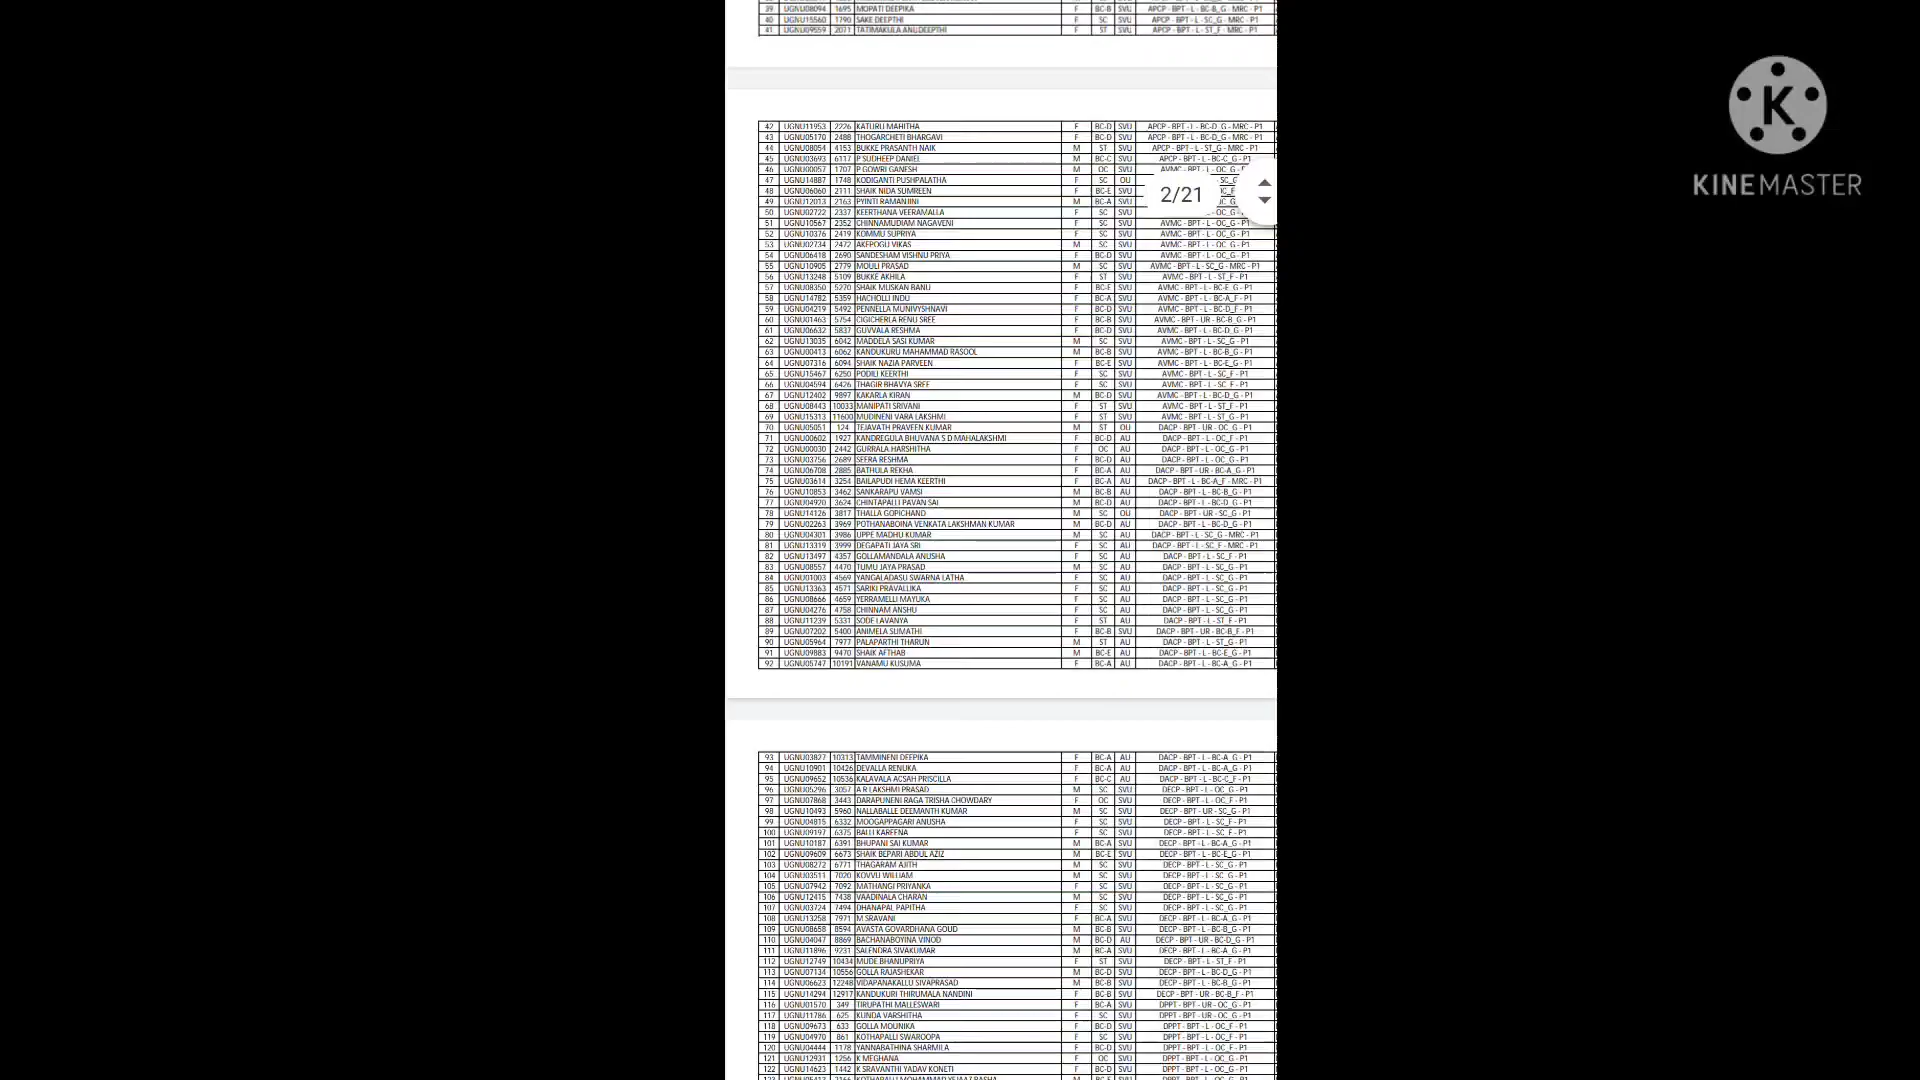 39 UGNU08094 1695 MOPATI DEEPIKA F BC-B SVU APCP - BPT - L - BC-B_G - MRC - P1
40 UGNU15560 1790 SAKE DEEPTHI F SC SVU APCP - BPT - L - SC_G - MRC - P1
41 UGNU09559 2071 TATIMAKULA ANUDEEPTHI F ST SVU APCP - BPT - L - ST_F - MRC - P1
42 UGNU11953 2226 KATURU MAHITHA F BC-D SVU APCP - BPT - L - BC-D_G - MRC - P1
43 UGNU05170 2488 THOGARCHETI BHARGAVI F BC-D SVU APCP - BPT - L - BC-D_G - MRC - P1
44 UGNU08054 4153 BUKKE PRASANTH NAIK M ST SVU APCP - BPT - L - ST_G - MRC - P1
45 UGNU03693 6117 P SUDHEEP DANIEL M BC-C SVU APCP - BPT - L - BC-C_G - P1
46 UGNU00057 1707 P GOWRI GANESH M OC SVU AVMC - BPT - L - OC_G -
47 UGNU14887 1748 KODIGANTI PUSHPALATHA F SC OU
48 UGNU06060 2111 SHAIK NIDA SUMREEN F BC-E SVU
49 UGNU12013 2163 PYINTI RAMANJINI M BC-A SVU
2/21
50 UGNU02722 2337 KEERTHANA VEERAMALLA F SC SVU
51 UGNU10567 2352 CHINNAMUDIAM NAGAVENI F SC SVU AVMC - BPT - L - OC_G - P1
52 UGNU10376 2419 KOMMU SUPRIYA F SC SVU AVMC - BPT - L - OC_G - P1
53 UGNU02734 2472 AKEPOGU VIKAS M SC SVU AVMC - BPT - L - OC_G - P1
54 UGNU06418 2690 SANDESHAM VISHNU PRIYA F BC-D SVU AVMC - BPT - L - OC_G - P1
55 UGNU10905 2779 MOULI PRASAD M SC SVU AVMC - BPT - L - SC_G - MRC - P1
56 UGNU13248 5109 BUKKE AKHILA F ST SVU AVMC - BPT - L - ST_F - P1
57 UGNU08350 5270 SHAIK MUSKAN BANU F BC-E SVU AVMC - BPT - L - BC-E_G - P1
58 UGNU14782 5359 HACHOLLI INDU F BC-A SVU AVMC - BPT - L - BC-A_F - P1
59 UGNU04219 5492 PENNELLA MUNIVYSHNAVI F BC-D SVU AVMC - BPT - L - BC-D_F - P1
60 UGNU01463 5754 CIGICHERLA RENU SREE F BC-B SVU AVMC - BPT - UR - BC-B_G - P1
61 UGNU06632 5837 GUVVALA RESHMA F BC-D SVU AVMC - BPT - L - BC-D_G - P1
62 UGNU13035 6042 MADDELA SASI KUMAR M SC SVU AVMC - BPT - L - SC_G - P1
63 UGNU00413 6062 KANDUKURU MAHAMMAD RASOOL M BC-B SVU AVMC - BPT - L - BC-B_G - P1
64 UGNU07316 6094 SHAIK NAZIA PARVEEN F BC-E SVU AVMC - BPT - L - BC-E_G - P1
65 UGNU15467 6250 PODILI KEERTHI F SC SVU AVMC - BPT - L - SC_F - P1
66 UGNU04594 6426 THAGIR BHAVYA SREE F SC SVU AVMC - BPT - L - SC_F - P1
67 UGNU12402 9897 KAKARLA KIRAN M BC-D SVU AVMC - BPT - L - BC-D_G - P1
68 UGNU08443 10033 MANIPATI SRIVANI F ST SVU AVMC - BPT - L - ST_F - P1
69 UGNU15313 11600 MUDINENI VARA LAKSHMI F ST SVU AVMC - BPT - L - ST_G - P1
70 UGNU05051 124 TEJAVATH PRAVEEN KUMAR M ST OU DACP - BPT - UR - OC_G - P1
71 UGNU00602 1927 KANDREGULA BHUVANA S D MAHALAKSHMI F BC-D AU DACP - BPT - L - OC_F - P1
72 UGNU00030 2442 GURRALA HARSHITHA F OC AU DACP - BPT - L - OC_G - P1
73 UGNU03756 2689 SEERA RESHMA F BC-D AU DACP - BPT - L - OC_G - P1
74 UGNU06708 2885 BATHULA REKHA F BC-A AU DACP - BPT - UR - BC-A_G - P1
75 UGNU03614 3254 BAILAPUDI HEMA KEERTHI F BC-A AU DACP - BPT - L - BC-A_F - MRC - P1
76 UGNU10853 3462 SANKARAPU VAMSI M BC-B AU DACP - BPT - L - BC-B_G - P1
77 UGNU04920 3624 CHINTAPALLI PAVAN SAI M BC-D AU DACP - BPT - L - BC-D_G - P1
78 UGNU14126 3817 THALLA GOPICHAND M SC OU DACP - BPT - UR - SC_G - P1
79 UGNU02263 3969 POTHANABOINA VENKATA LAKSHMAN KUMAR M BC-D AU DACP - BPT - L - BC-D_G - P1
80 UGNU04301 3986 UPPE MADHU KUMAR M SC AU DACP - BPT - L - SC_G - MRC - P1
81 UGNU13319 3999 DEGAPATI JAYA SRI F SC AU DACP - BPT - L - SC_F - MRC - P1
82 UGNU13497 4357 GOLLAMANDALA ANUSHA F SC AU DACP - BPT - L - SC_F - P1
83 UGNU08557 4470 TUMU JAYA PRASAD M SC AU DACP - BPT - L - SC_G - P1
84 UGNU01003 4569 YANGALADASU SWARNA LATHA F SC AU DACP - BPT - L - SC_G - P1
85 UGNU13363 4571 SARIKI PRAVALLIKA F SC AU DACP - BPT - L - SC_G - P1
86 UGNU08666 4659 YERRAMELLI MAYUKA F SC AU DACP - BPT - L - SC_G - P1
87 UGNU04276 4758 CHINNAM ANSHU F SC AU DACP - BPT - L - SC_G - P1
88 UGNU11239 5331 SODE LAVANYA F ST AU DACP - BPT - L - ST_F - P1
89 UGNU07202 5400 ANIMELA SUMATHI F BC-B SVU DACP - BPT - UR - BC-B_F - P1
90 UGNU05964 7977 PALAPARTHI THARUN M ST AU DACP - BPT - L - ST_G - P1
91 UGNU09883 9470 SHAIK AFTHAB M BC-E AU DACP - BPT - L - BC-E_G - P1
92 UGNU05747 10191 VANAMU KUSUMA F BC-A AU DACP - BPT - L - BC-A_G - P1
93 UGNU03827 10313 TAMMINENI DEEPIKA F BC-A AU DACP - BPT - L - BC-A_G - P1
94 UGNU10901 10426 DEVALLA RENUKA F BC-A AU DACP - BPT - L - BC-A_G - P1
95 UGNU09652 10536 KALAVALA ACSAH PRISCILLA F BC-C AU DACP - BPT - L - BC-C_F - P1
96 UGNU05296 3057 A R LAKSHMI PRASAD M SC SVU DECP - BPT - L - OC_G - P1
97 UGNU07868 3443 DARAPUNENI RAGA TRISHA CHOWDARY F OC SVU DECP - BPT - L - OC_F - P1
98 UGNU10493 5960 NALLABALLE DEEMANTH KUMAR M SC SVU DECP - BPT - UR - SC_G - P1
99 UGNU04815 6332 MOOGAPPAGARI ANUSHA F SC SVU DECP - BPT - L - SC_F - P1
100 UGNU09197 6375 BALLI KAREENA F SC SVU DECP - BPT - L - SC_F - P1
101 UGNU10187 6391 BHUPANI SAI KUMAR M BC-A SVU DECP - BPT - L - BC-A_G - P1
102 UGNU09609 6673 SHAIK BEPARI ABDUL AZIZ M BC-E SVU DECP - BPT - L - BC-E_G - P1
103 UGNU08272 6771 THAGARAM AJITH M SC SVU DECP - BPT - L - SC_G - P1
104 UGNU03511 7020 KOVVU WILLIAM M SC SVU DECP - BPT - L - SC_G - P1
105 UGNU07942 7092 MATHANGI PRIYANKA F SC SVU DECP - BPT - L - SC_G - P1
106 UGNU12415 7438 VAADINALA CHARAN M SC SVU DECP - BPT - L - SC_G - P1
107 UGNU03724 7494 DHANAPAL PAPITHA F SC SVU DECP - BPT - L - SC_G - P1
108 UGNU13258 7971 M SRAVANI F BC-A SVU DECP - BPT - L - BC-A_G - P1
109 UGNU08658 8594 AVASTA GOVARDHANA GOUD M BC-B SVU DECP - BPT - L - BC-B_G - P1
110 UGNU04047 8869 BACHANABOYINA VINOD M BC-D AU DECP - BPT - UR - BC-D_G - P1
111 UGNU11896 9231 SALENDRA SIVAKUMAR M BC-A SVU DECP - BPT - L - BC-A_G - P1
112 UGNU12749 10434 MUDE BHANUPRIYA F ST SVU DECP - BPT - L - ST_F - P1
113 UGNU07134 10556 GOLLA RAJASHEKAR M BC-D SVU DECP - BPT - L - BC-D_G - P1
114 UGNU06623 12248 VIDAPANAKALLU SIVAPRASAD M BC-B SVU DECP - BPT - L - BC-B_G - P1
115 UGNU14294 12917 KANDUKURI THIRUMALA NANDINI F BC-B SVU DECP - BPT - UR - BC-B_F - P1
116 UGNU01570 349 TIRUPATHI MALLESWARI F BC-A SVU DPPT - BPT - UR - OC_G - P1
117 UGNU11786 625 KUNDA VARSHITHA F SC SVU DPPT - BPT - UR - OC_G - P1
118 UGNU09673 633 GOLLA MOUNIKA F BC-D SVU DPPT - BPT - L - OC_F - P1
119 UGNU04970 861 KOTHAPALLI SWAROOPA F SC SVU DPPT - BPT - L - OC_F - P1
120 UGNU04444 1178 YANNABATHINA SHARMILA F BC-D SVU DPPT - BPT - L - OC_F - P1
121 UGNU12931 1256 K MEGHANA F OC SVU DPPT - BPT - L - OC_G - P1
122 UGNU14623 1442 K SRAVANTHI YADAV KONETI F BC-D SVU DPPT - BPT - L - OC_G - P1
K
KINEMASTER